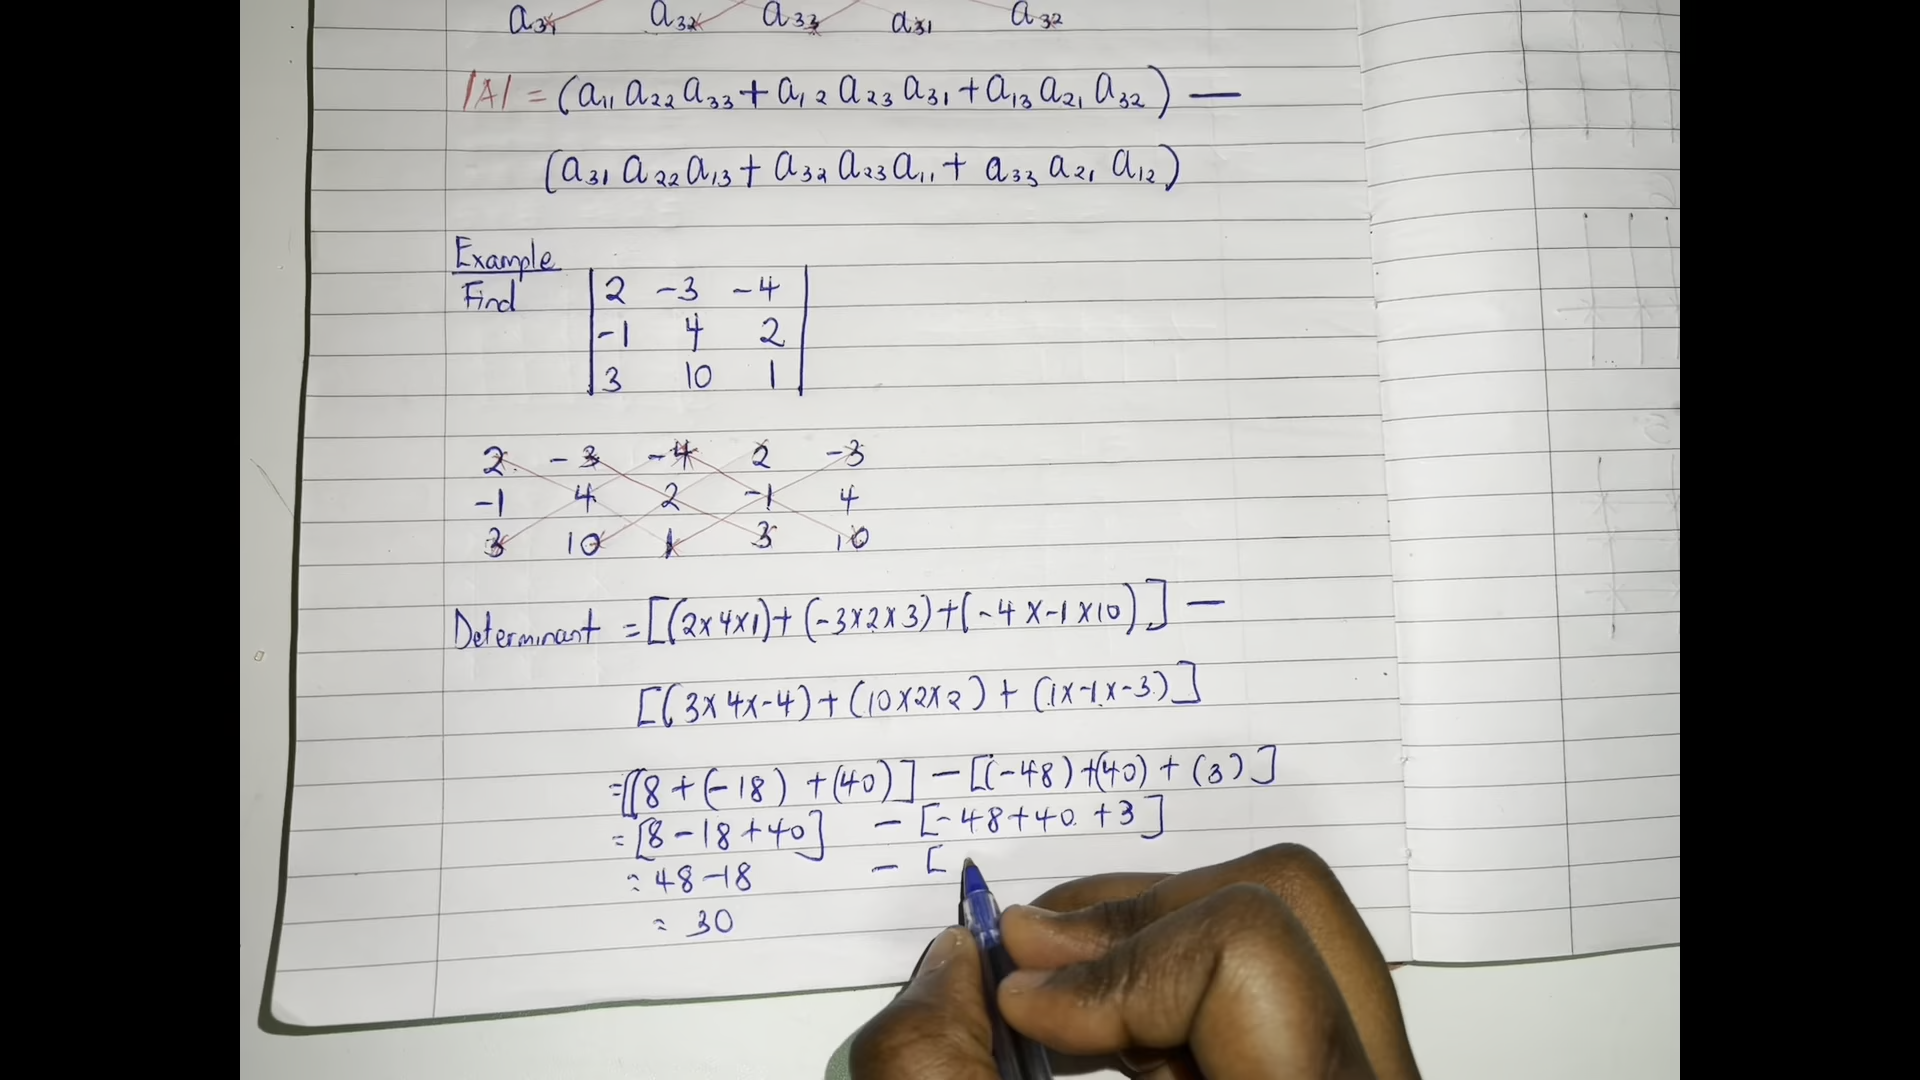 a₃₁ a₃₂ a₃₃ a₃₁ a₃₂
|A| = (a₁₁ a₂₂ a₃₃ + a₁₂ a₂₃ a₃₁ + a₁₃ a₂₁ a₃₂) —
(a₃₁ a₂₂ a₁₃ + a₃₂ a₂₃ a₁₁ + a₃₃ a₂₁ a₁₂)
Example
Find
2 -3 -4
-1 4 2
3 10 1
2 -3 -4 2 -3
-1 4 2 -1 4
3 10 1 3 10
Determinant = [(2×4×1)+(-3×2×3)+(-4×-1×10)] —
[(3×4×-4)+(10×2×2)+(1×-1×-3)]
=[(8+(-18)+(40)] — [(-48)+(40)+(3)]
=[8-18+40] — [-48+40+3]
= 48-18 — [
= 30